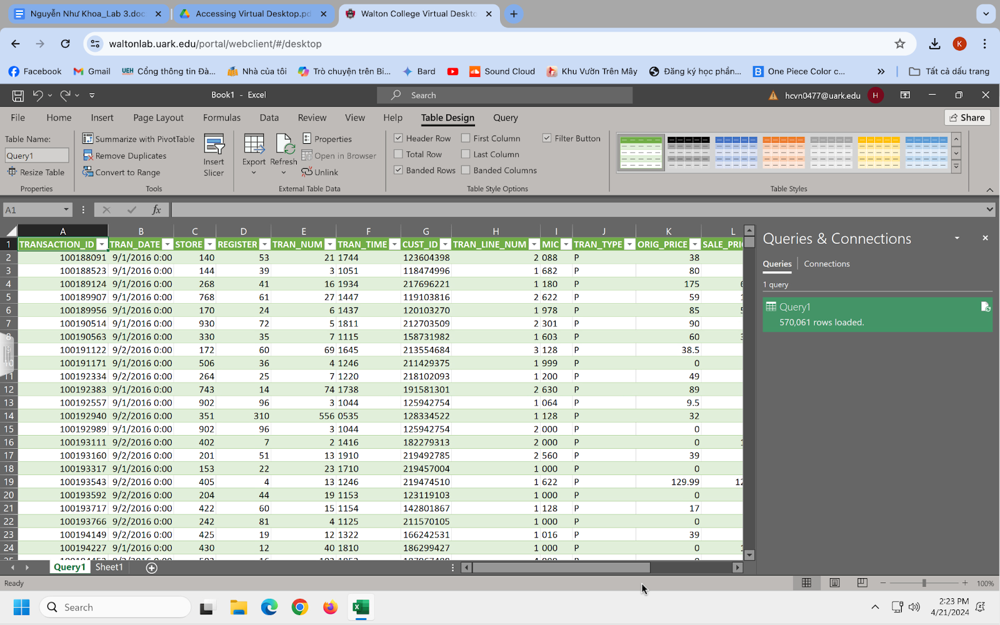 Nguyễn Như Khoa_Lab 3.doc
Accessing Virtual Desktop.pd
Walton College Virtual Deskto
waltonlab.uark.edu/portal/webclient/#/desktop
K
Facebook
Gmail
UEH Cổng thông tin Đà...
Nhà của tôi
Trò chuyện trên Bi...
Bard
Sound Cloud
Khu Vườn Trên Mây
Đăng ký học phần...
B One Piece Color c...
Tất cả dấu trang
Book1 - Excel
Search
hcvn0477@uark.edu
H
File Home Insert Page Layout Formulas Data Review View Help Table Design Query
Share
Table Name:
Query1
Resize Table
Properties
Summarize with PivotTable
Remove Duplicates
Convert to Range
Insert
Slicer
Tools
Export
Refresh
Properties
Open in Browser
Unlink
External Table Data
Header Row
First Column
Filter Button
Total Row
Last Column
Banded Rows
Banded Columns
Table Style Options
Table Styles
A1
fx
A B C D E F G H I J K L
1 TRANSACTION_ID TRAN_DATE STORE REGISTER TRAN_NUM TRAN_TIME CUST_ID TRAN_LINE_NUM MIC TRAN_TYPE ORIG_PRICE SALE_PRI
2 100188091 9/1/2016 0:00 140 53 21 1744 123604398 2 088 P 38
3 100188523 9/1/2016 0:00 144 39 3 1051 118474996 1 682 P 80
4 100189124 9/1/2016 0:00 268 41 16 1934 217696221 1 180 P 175
5 100189907 9/1/2016 0:00 768 61 27 1447 119103816 2 622 P 59
6 100189956 9/1/2016 0:00 170 24 6 1437 120103270 1 978 P 85
7 100190514 9/1/2016 0:00 930 72 5 1811 212703509 2 301 P 90
8 100190563 9/1/2016 0:00 330 35 7 1115 158731982 1 603 P 60
9 100191122 9/2/2016 0:00 172 60 69 1645 213554684 3 128 P 38.5
10 100191171 9/1/2016 0:00 506 36 4 1246 211429375 1 999 P 0
11 100192334 9/2/2016 0:00 264 25 7 1220 218102093 1 200 P 49
12 100192383 9/1/2016 0:00 743 14 74 1738 191581301 2 630 P 89
13 100192557 9/1/2016 0:00 902 96 3 1044 125942754 1 064 P 9.5
14 100192940 9/2/2016 0:00 351 310 556 0535 128334522 1 128 P 32
15 100192989 9/1/2016 0:00 902 96 3 1044 125942754 2 000 P 0
16 100193111 9/2/2016 0:00 402 7 2 1416 182279313 2 000 P 0
17 100193160 9/2/2016 0:00 201 51 13 1910 219492785 2 560 P 39
18 100193317 9/1/2016 0:00 153 22 23 1710 219457004 1 000 P 0
19 100193543 9/2/2016 0:00 405 4 13 1246 219474510 1 622 P 129.99 12
20 100193592 9/2/2016 0:00 204 44 19 1153 123119103 1 000 P 0
21 100193717 9/2/2016 0:00 422 60 15 1154 142801867 1 128 P 17
22 100193766 9/2/2016 0:00 242 81 4 1125 211570105 1 000 P 0
23 100194149 9/2/2016 0:00 425 19 12 1322 166242531 1 016 P 39
24 100194227 9/1/2016 0:00 430 12 40 1810 186299427 1 000 P 0
Queries & Connections
Queries
Connections
1 query
Query1
570,061 rows loaded.
Query1 Sheet1
Ready
100%
Search
2:23 PM
4/21/2024